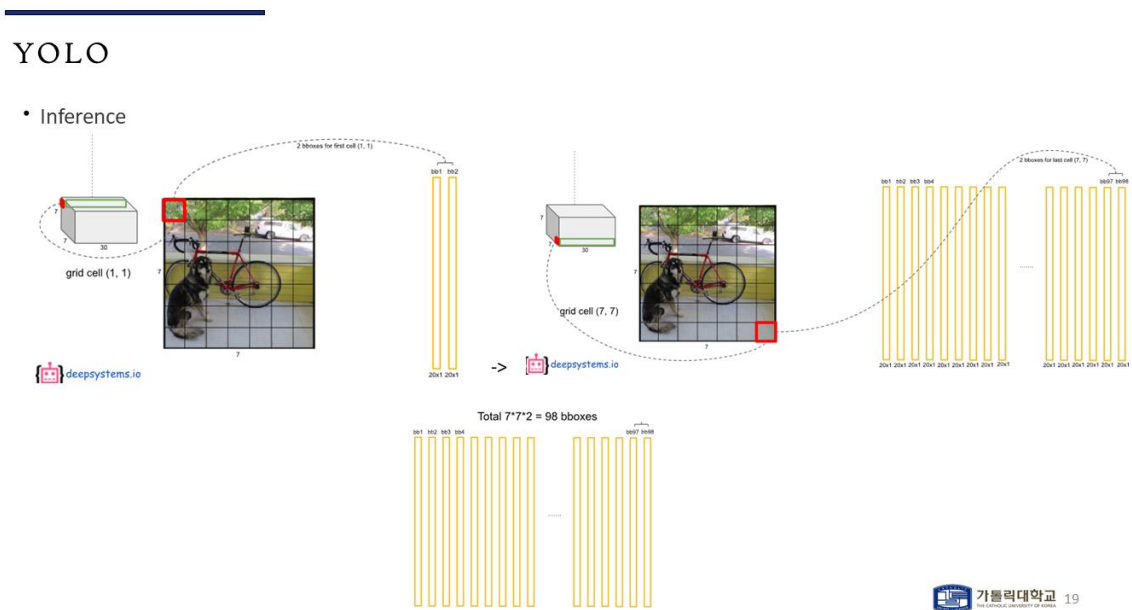 YOLO
• Inference
2 bboxes for first cell (1, 1)
bb1 bb2
7
7
30
grid cell (1, 1)
7
7
20x1 20x1
{ } deepsystems.io
->
2 bboxes for last cell (7, 7)
bb1 bb2 bb3 bb4
bb97 bb98
7
7
30
grid cell (7, 7)
7
7
......
20x1 20x1 20x1 20x1 20x1 20x1 20x1 20x1 20x1
20x1 20x1 20x1 20x1 20x1 20x1
{ } deepsystems.io
Total 7*7*2 = 98 bboxes
bb1 bb2 bb3 bb4
bb97 bb98
......
가톨릭대학교
THE CATHOLIC UNIVERSITY OF KOREA
19